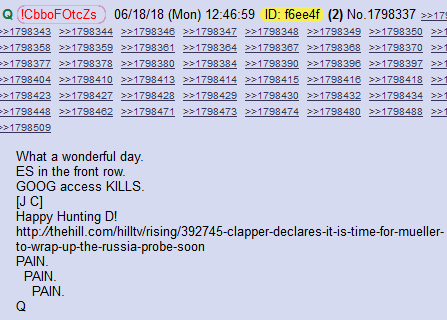 Q !CbboFOtcZs 06/18/18 (Mon) 12:46:59 ID: f6ee4f (2) No.1798337 >>179
>>1798343 >>1798344 >>1798346 >>1798347 >>1798348 >>1798349 >>1798350 >>1
>>1798358 >>1798359 >>1798361 >>1798364 >>1798367 >>1798368 >>1798371 >>1
>>1798377 >>1798378 >>1798380 >>1798384 >>1798390 >>1798396 >>1798397 >>1
>>1798404 >>1798410 >>1798413 >>1798414 >>1798415 >>1798416 >>1798418 >>1
>>1798423 >>1798427 >>1798428 >>1798429 >>1798430 >>1798432 >>1798434 >>1
>>1798448 >>1798462 >>1798471 >>1798473 >>1798474 >>1798480 >>1798488 >>1
>>1798509
What a wonderful day.
ES in the front row.
GOOG access KILLS.
[J C]
Happy Hunting D!
http://thehill.com/hilltv/rising/392745-clapper-declares-it-is-time-for-mueller-
to-wrap-up-the-russia-probe-soon
PAIN.
PAIN.
PAIN.
Q